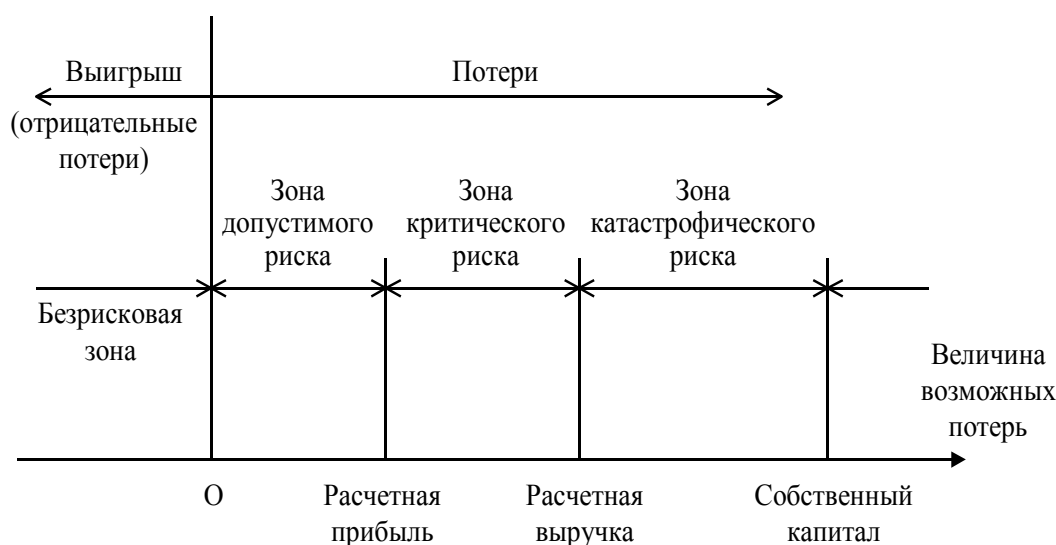 Выигрыш
Потери
(отрицательные
потери)
Зона
допустимого
риска
Зона
критического
риска
Зона
катастрофического
риска
Безрисковая
зона
Величина
возможных
потерь
О
Расчетная
прибыль
Расчетная
выручка
Собственный
капитал